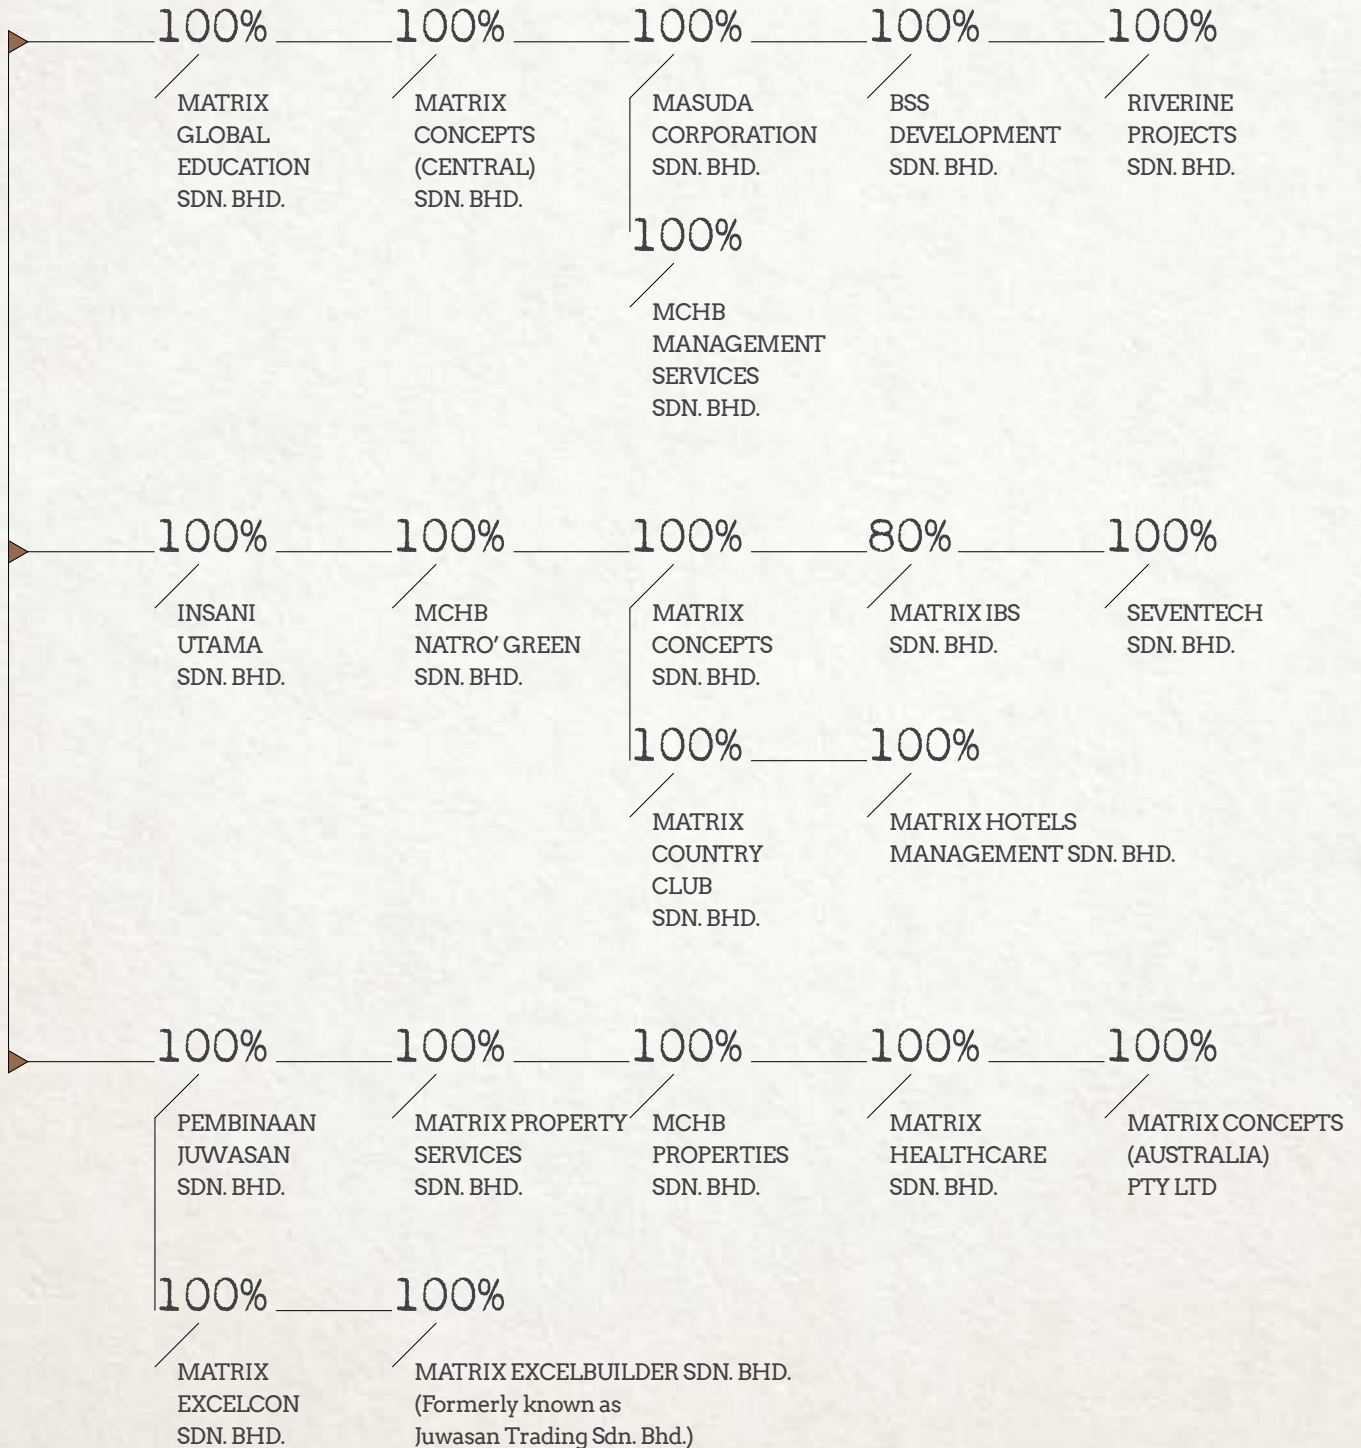 100% 100% 100% 100% 100%
MATRIX
GLOBAL
EDUCATION
SDN. BHD.
MATRIX
CONCEPTS
(CENTRAL)
SDN. BHD.
MASUDA
CORPORATION
SDN. BHD.
BSS
DEVELOPMENT
SDN. BHD.
RIVERINE
PROJECTS
SDN. BHD.
100%
MCHB
MANAGEMENT
SERVICES
SDN. BHD.
100% 100% 100% 80% 100%
INSANI
UTAMA
SDN. BHD.
MCHB
NATRO’ GREEN
SDN. BHD.
MATRIX
CONCEPTS
SDN. BHD.
MATRIX IBS
SDN. BHD.
SEVENTECH
SDN. BHD.
100% 100%
MATRIX
COUNTRY
CLUB
SDN. BHD.
MATRIX HOTELS
MANAGEMENT SDN. BHD.
100% 100% 100% 100% 100%
PEMBINAAN
JUWASAN
SDN. BHD.
MATRIX PROPERTY
SERVICES
SDN. BHD.
MCHB
PROPERTIES
SDN. BHD.
MATRIX
HEALTHCARE
SDN. BHD.
MATRIX CONCEPTS
(AUSTRALIA)
PTY LTD
100% 100%
MATRIX
EXCELCON
SDN. BHD.
MATRIX EXCELBUILDER SDN. BHD.
(Formerly known as
Juwasan Trading Sdn. Bhd.)